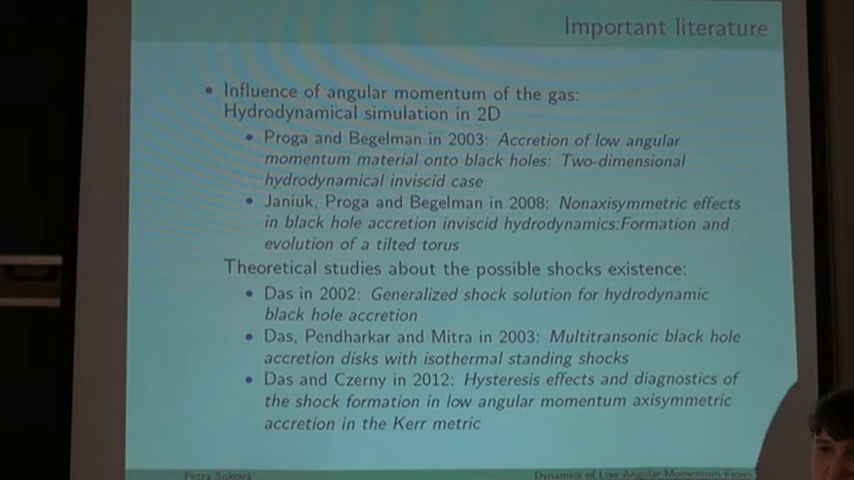 Important literature
Influence of angular momentum of the gas:
Hydrodynamical simulation in 2D
Proga and Begelman in 2003: Accretion of low angular
momentum material onto black holes: Two-dimensional
hydrodynamical inviscid case
Janiuk, Proga and Begelman in 2008: Nonaxisymmetric effects
in black hole accretion inviscid hydrodynamics:Formation and
evolution of a tilted torus
Theoretical studies about the possible shocks existence:
Das in 2002: Generalized shock solution for hydrodynamic
black hole accretion
Das, Pendharkar and Mitra in 2003: Multitransonic black hole
accretion disks with isothermal standing shocks
Das and Czerny in 2012: Hysteresis effects and diagnostics of
the shock formation in low angular momentum axisymmetric
accretion in the Kerr metric
Petra Suková
Dynamics of Low Angular Momentum Flows